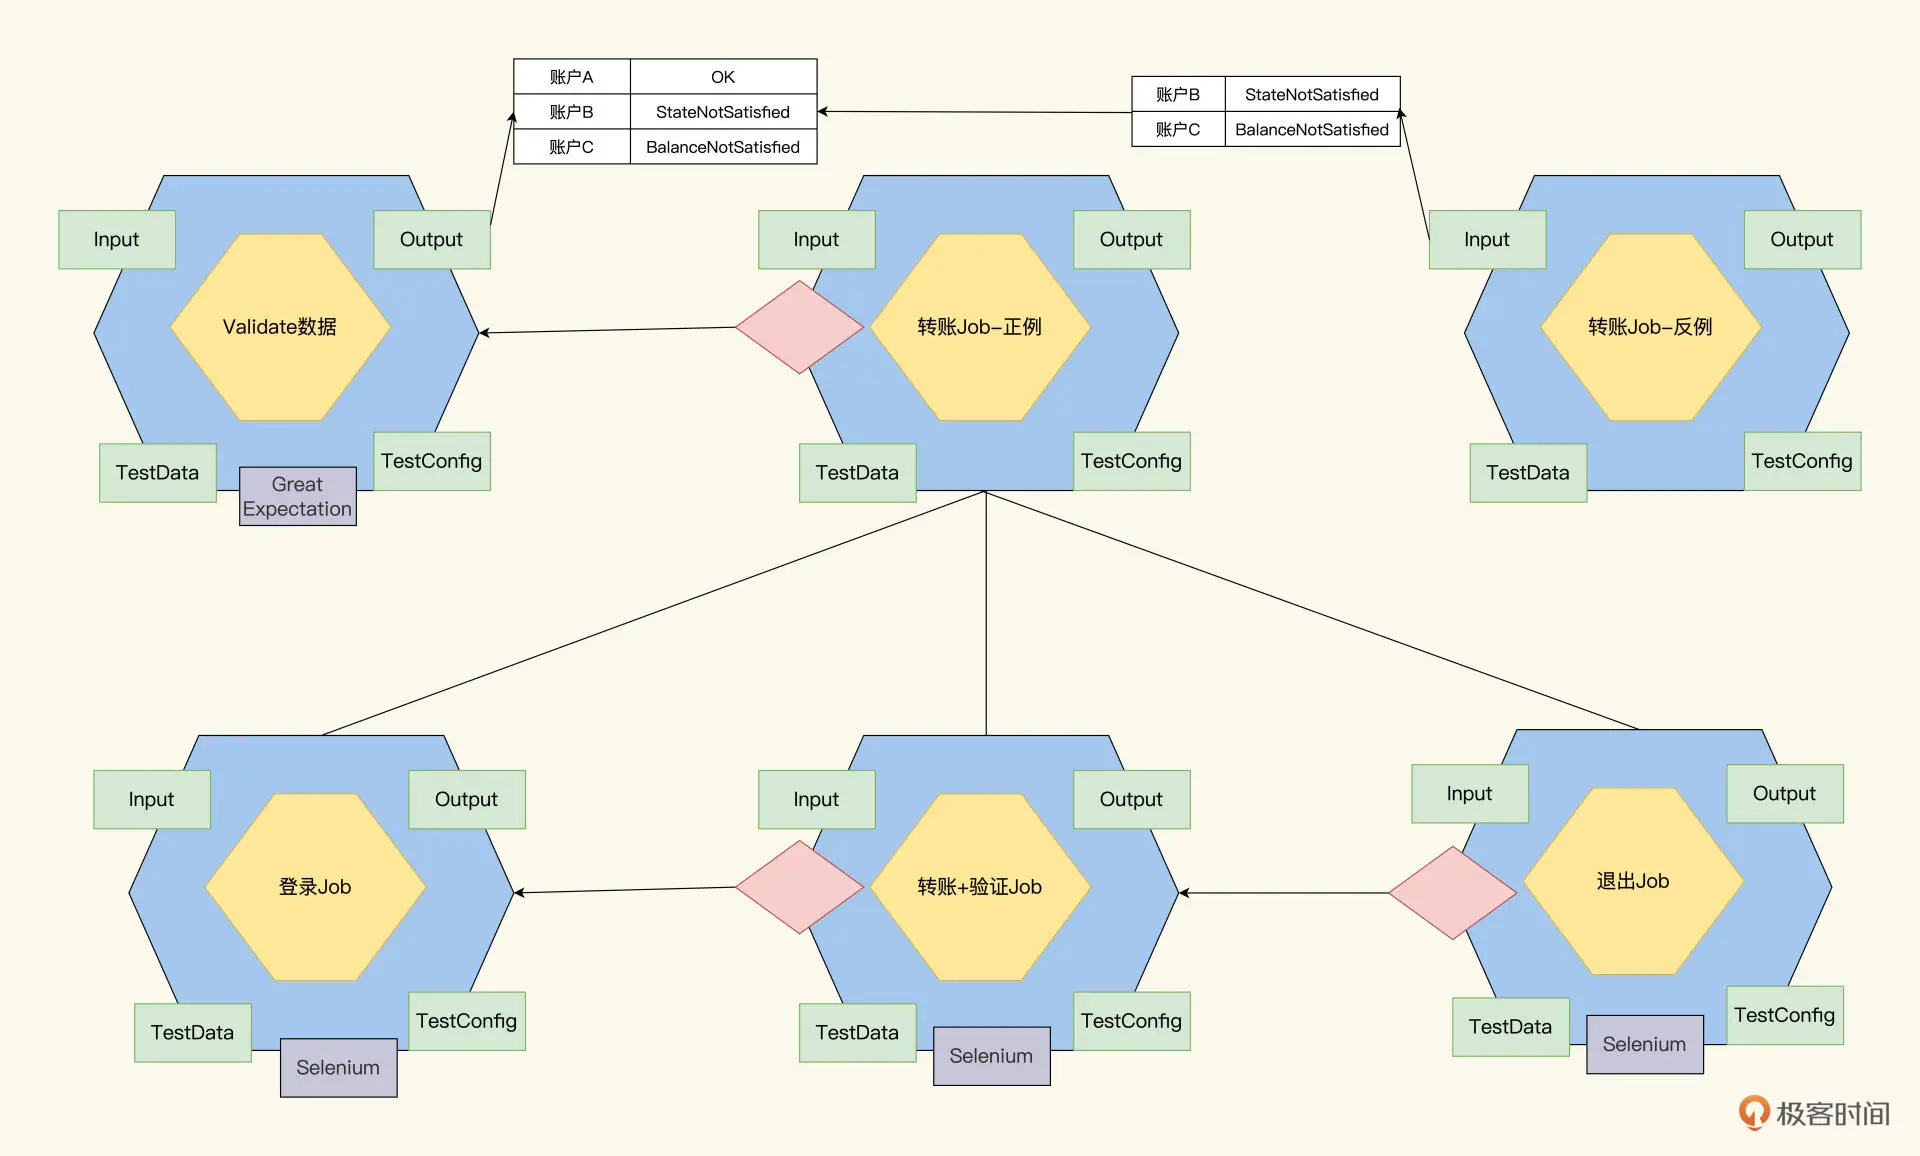 账户A OK
账户B StateNotSatisfied
账户C BalanceNotSatisfied
账户B StateNotSatisfied
账户C BalanceNotSatisfied
Input
Output
Validate数据
TestData
TestConfig
Great
Expectation
Input
Output
转账Job-正例
TestData
TestConfig
Input
Output
转账Job-反例
TestData
TestConfig
Input
Output
登录Job
TestData
TestConfig
Selenium
Input
Output
转账+验证Job
TestData
TestConfig
Selenium
Input
Output
退出Job
TestData
TestConfig
Selenium
极客时间